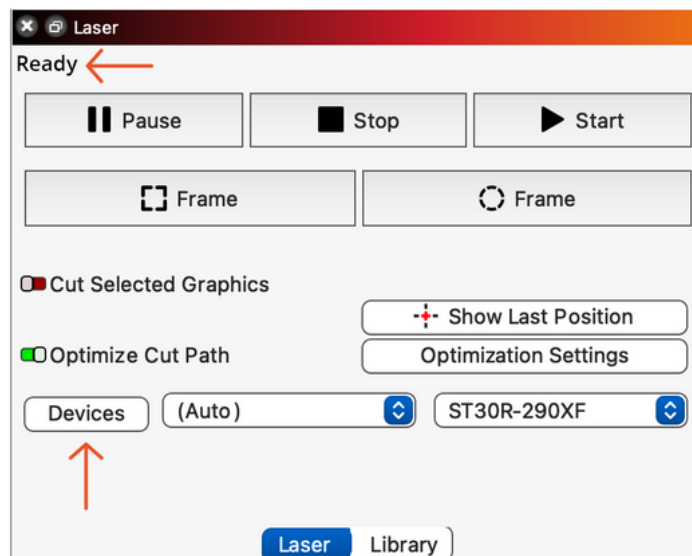 Laser
Ready
Pause Stop Start
Frame Frame
Cut Selected Graphics
Show Last Position
Optimize Cut Path Optimization Settings
Devices (Auto) ST30R-290XF
Laser Library